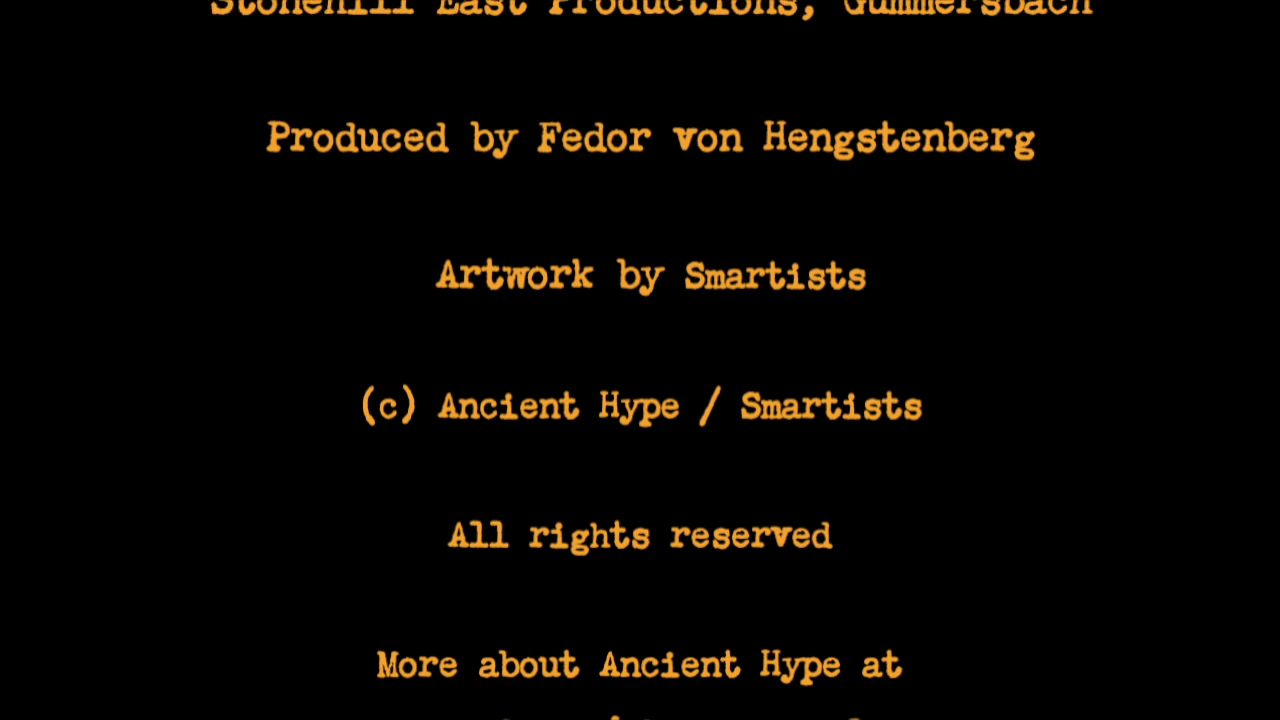 Stonehill East Productions, Gummersbach
Produced by Fedor von Hengstenberg
Artwork by Smartists
(c) Ancient Hype / Smartists
All rights reserved
More about Ancient Hype at